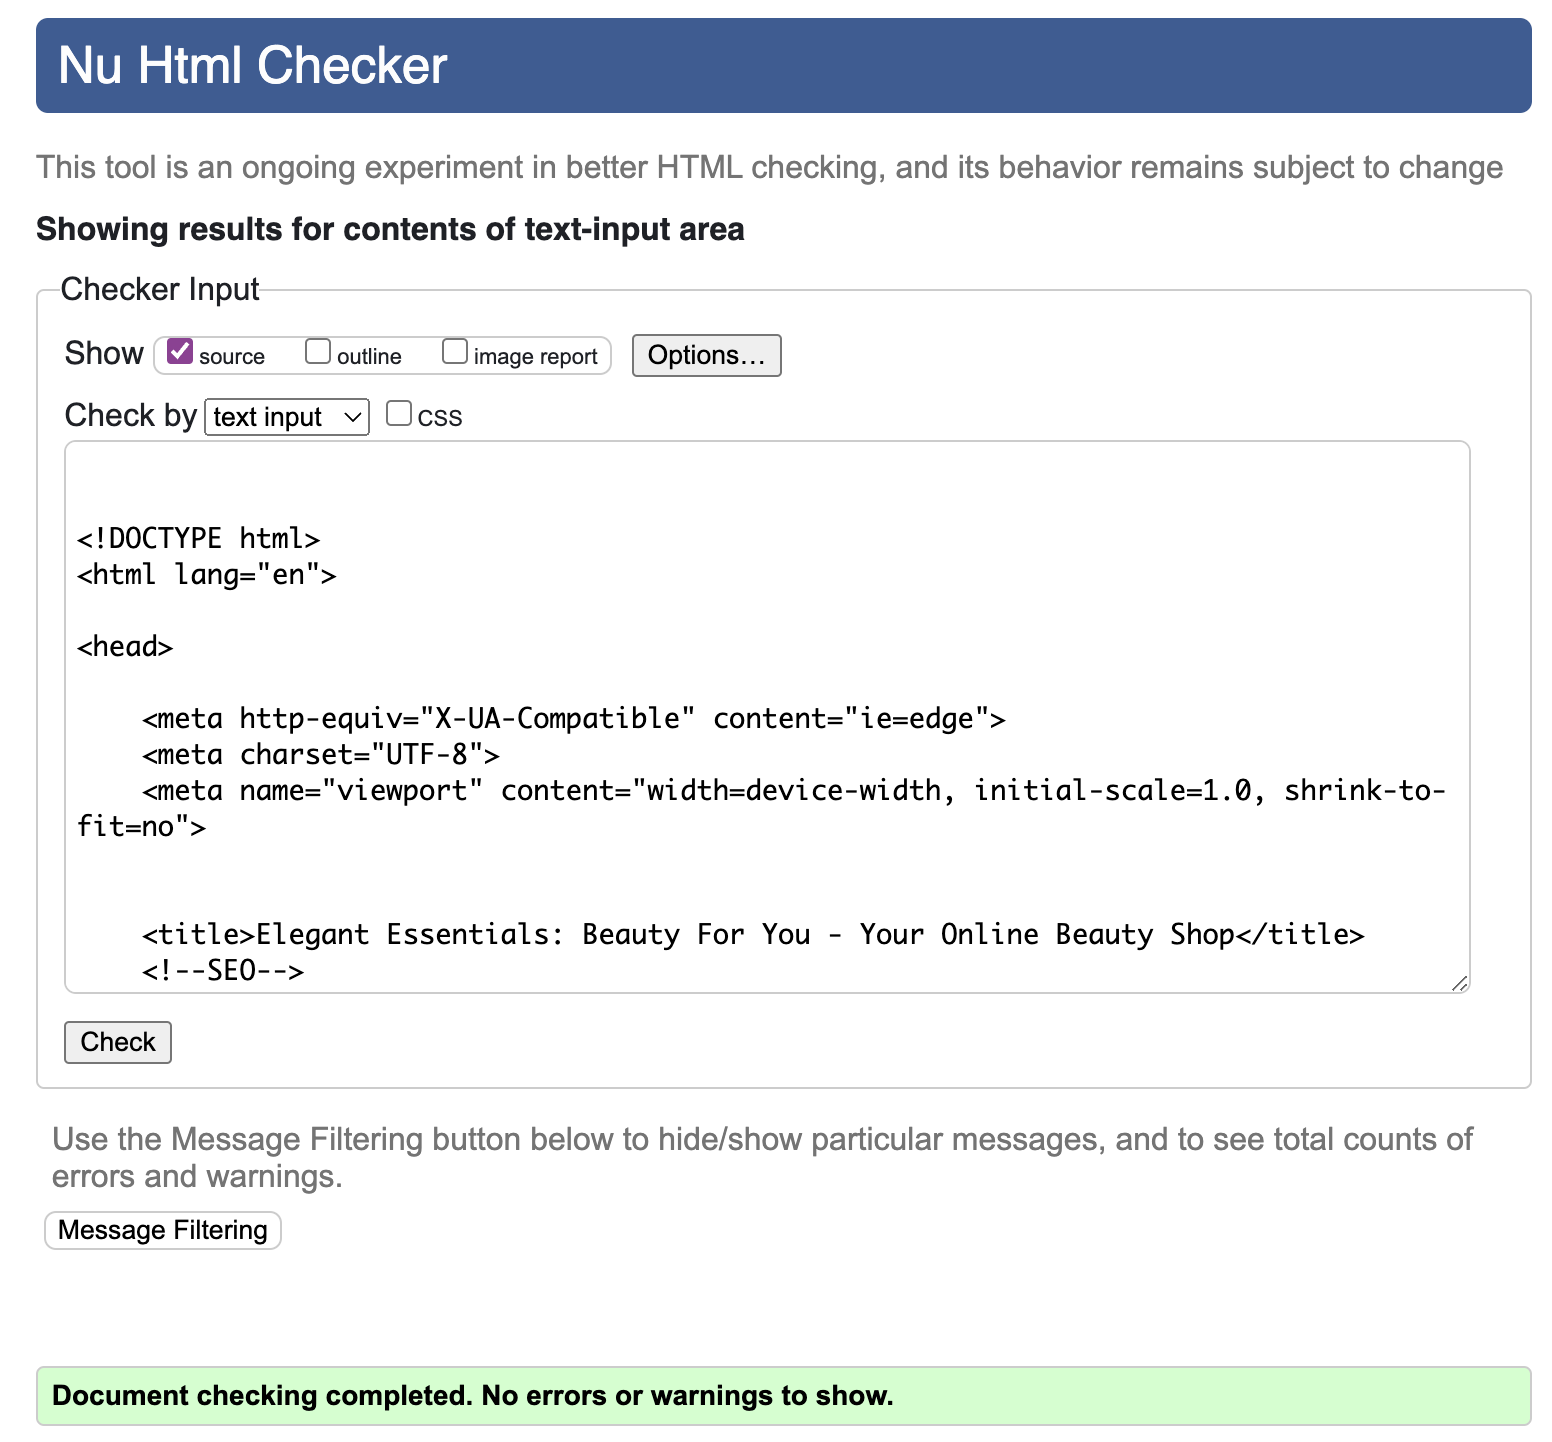 Nu Html Checker
This tool is an ongoing experiment in better HTML checking, and its behavior remains subject to change
Showing results for contents of text-input area
Checker Input
Show source outline image report Options...
Check by text input css
<!DOCTYPE html>
<html lang="en">
<head>
<meta http-equiv="X-UA-Compatible" content="ie=edge">
<meta charset="UTF-8">
<meta name="viewport" content="width=device-width, initial-scale=1.0, shrink-to-
fit=no">
<title>Elegant Essentials: Beauty For You - Your Online Beauty Shop</title>
<!--SEO-->
Check
Use the Message Filtering button below to hide/show particular messages, and to see total counts of
errors and warnings.
Message Filtering
Document checking completed. No errors or warnings to show.